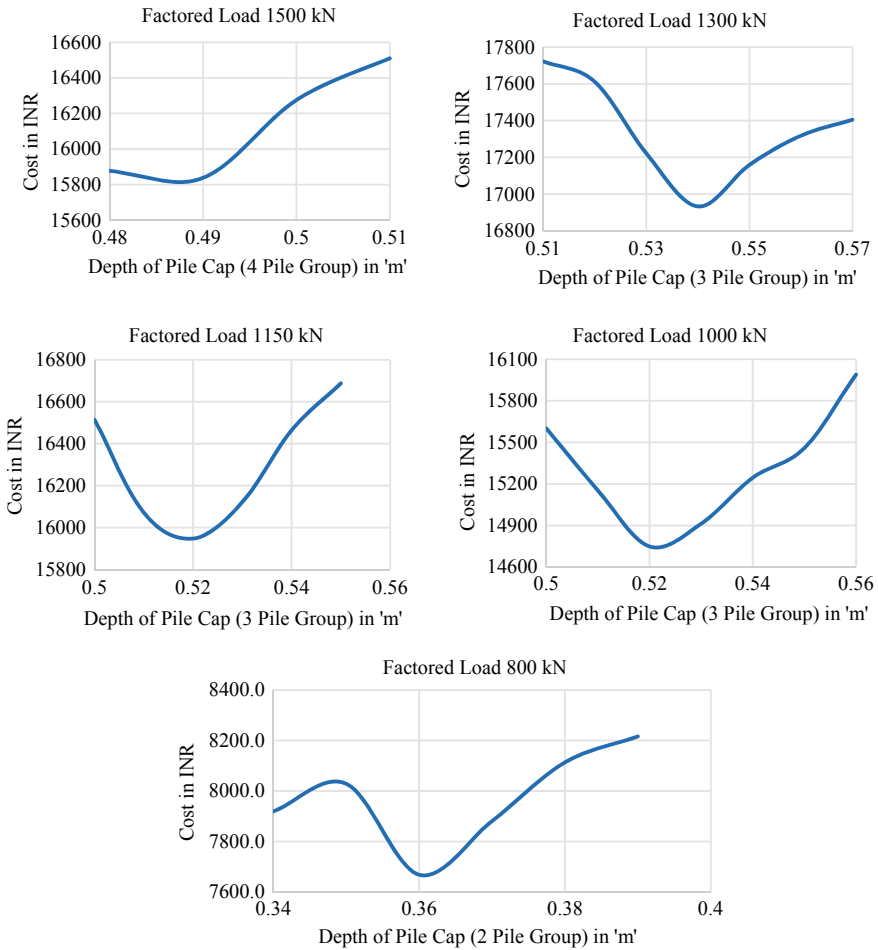 Factored Load 1500 kN
16600
16400
16200
16000
15800
15600
Cost in INR
0.48 0.49 0.5 0.51
Depth of Pile Cap (4 Pile Group) in 'm'
Factored Load 1300 kN
17800
17600
17400
17200
17000
16800
Cost in INR
0.51 0.53 0.55 0.57
Depth of Pile Cap (3 Pile Group) in 'm'
Factored Load 1150 kN
16800
16600
16400
16200
16000
15800
Cost in INR
0.5 0.52 0.54 0.56
Depth of Pile Cap (3 Pile Group) in 'm'
Factored Load 1000 kN
16100
15800
15500
15200
14900
14600
Cost in INR
0.5 0.52 0.54 0.56
Depth of Pile Cap (3 Pile Group) in 'm'
Factored Load 800 kN
8400.0
8200.0
8000.0
7800.0
7600.0
Cost in INR
0.34 0.36 0.38 0.4
Depth of Pile Cap (2 Pile Group) in 'm'